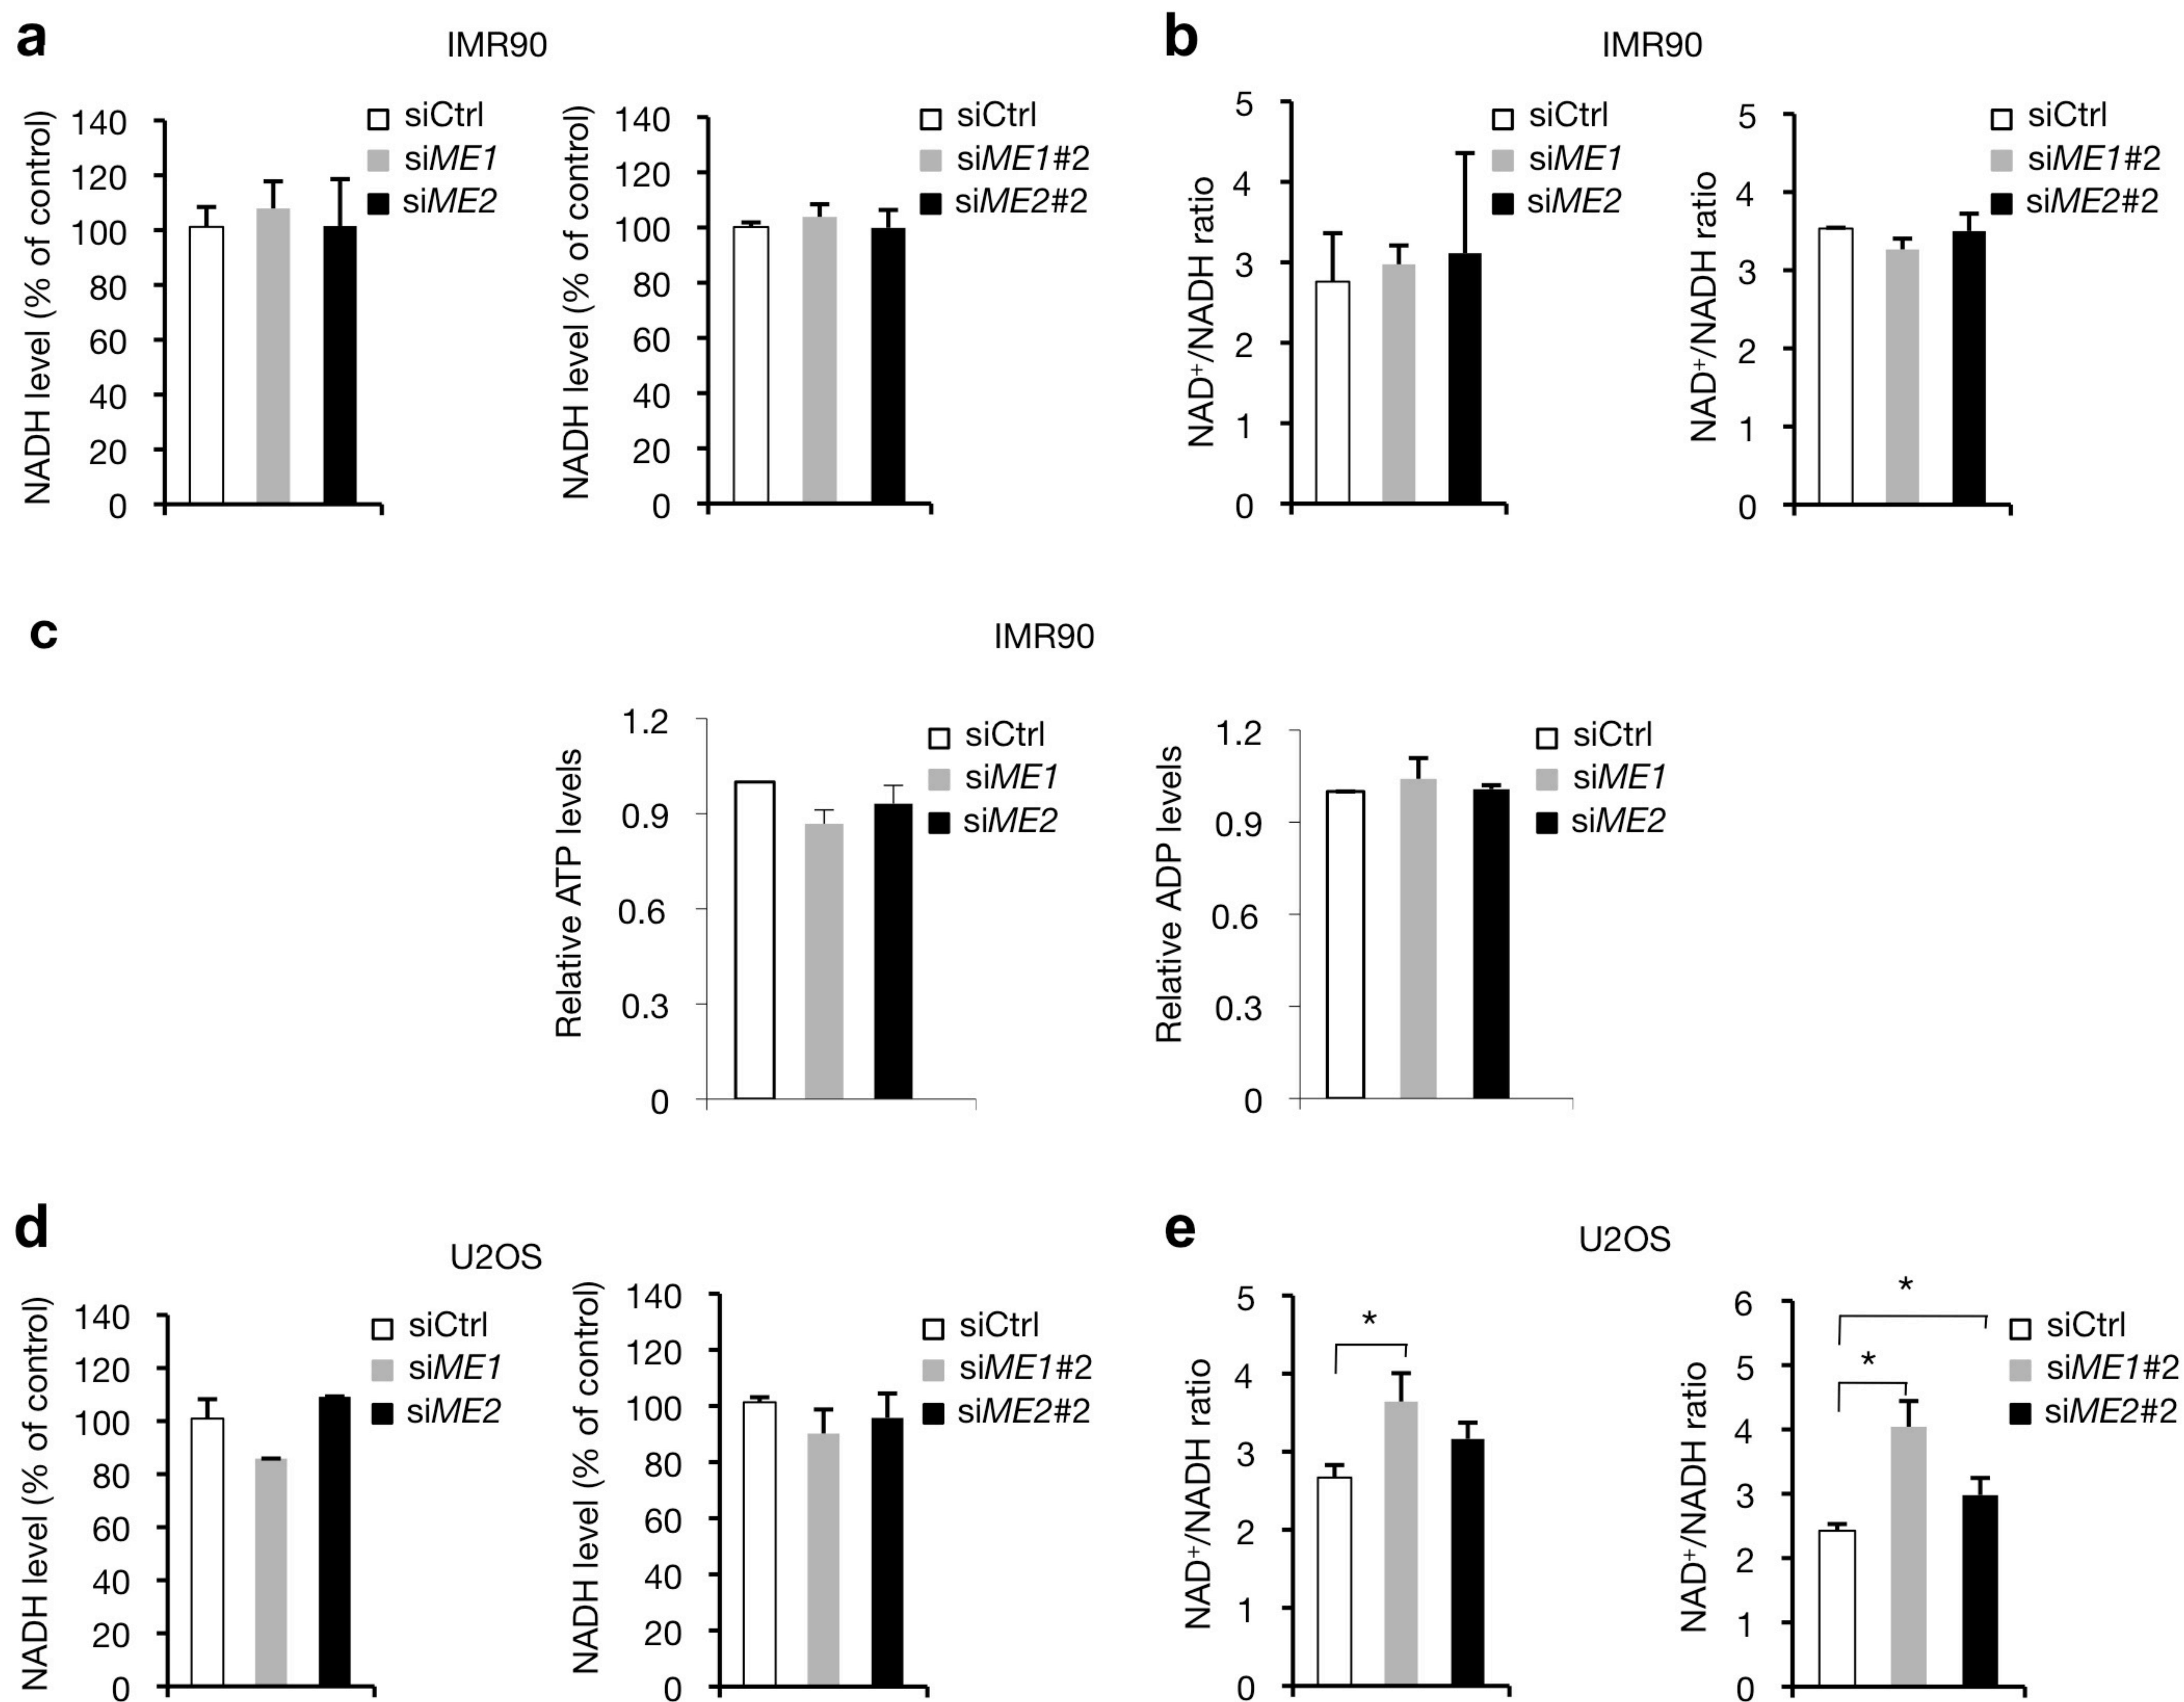 a
IMR90
NADH level (% of control)
140
120
100
80
60
40
20
0
siCtrl
siME1
siME2
NADH level (% of control)
140
120
100
80
60
40
20
0
siCtrl
siME1#2
siME2#2
b
IMR90
NAD⁺/NADH ratio
5
4
3
2
1
0
siCtrl
siME1
siME2
NAD⁺/NADH ratio
5
4
3
2
1
0
siCtrl
siME1#2
siME2#2
c
IMR90
Relative ATP levels
1.2
0.9
0.6
0.3
0
siCtrl
siME1
siME2
Relative ADP levels
1.2
0.9
0.6
0.3
0
siCtrl
siME1
siME2
d
U2OS
NADH level (% of control)
140
120
100
80
60
40
20
0
siCtrl
siME1
siME2
NADH level (% of control)
140
120
100
80
60
40
20
0
siCtrl
siME1#2
siME2#2
e
U2OS
NAD⁺/NADH ratio
5
4
3
2
1
0
*
NAD⁺/NADH ratio
6
5
4
3
2
1
0
*
*
siCtrl
siME1#2
siME2#2